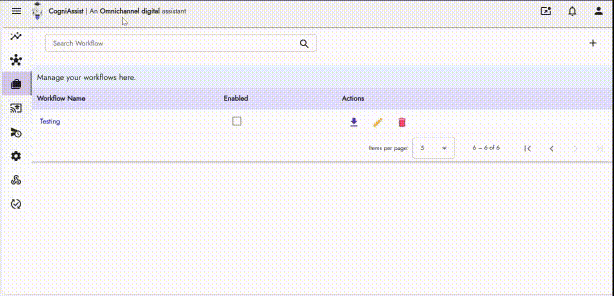 CogniAssist | An Omnichannel digital assistant
Search Workflow
Manage your workflows here.
Workflow Name Enabled Actions
Testing
Items per page: 5 6 – 6 of 6